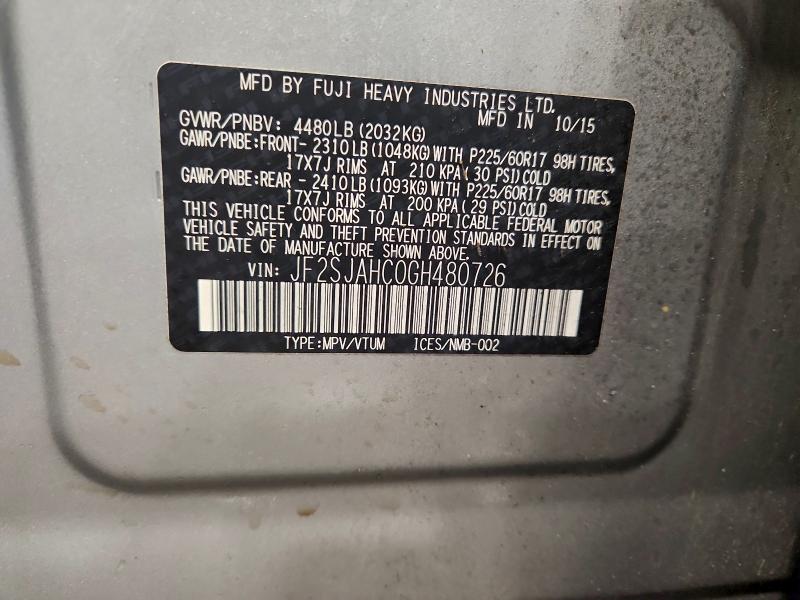 MFD BY FUJI HEAVY INDUSTRIES LTD.
MFD IN 10/15
GVWR/PNBV: 4480LB (2032KG)
GAWR/PNBE:FRONT- 2310LB (1048KG)WITH P225/60R17 98H TIRES,
17X7J RIMS AT 210 KPA( 30 PSI)COLD
GAWR/PNBE:REAR - 2410LB (1093KG)WITH P225/60R17 98H TIRES,
17X7J RIMS AT 200 KPA( 29 PSI)COLD
THIS VEHICLE CONFORMS TO ALL APPLICABLE FEDERAL MOTOR
VEHICLE SAFETY AND THEFT PREVENTION STANDARDS IN EFFECT ON
THE DATE OF MANUFACTURE SHOWN ABOVE.
VIN: JF2SJAHC0GH480726
TYPE:MPV/VTUM ICES/NMB-002